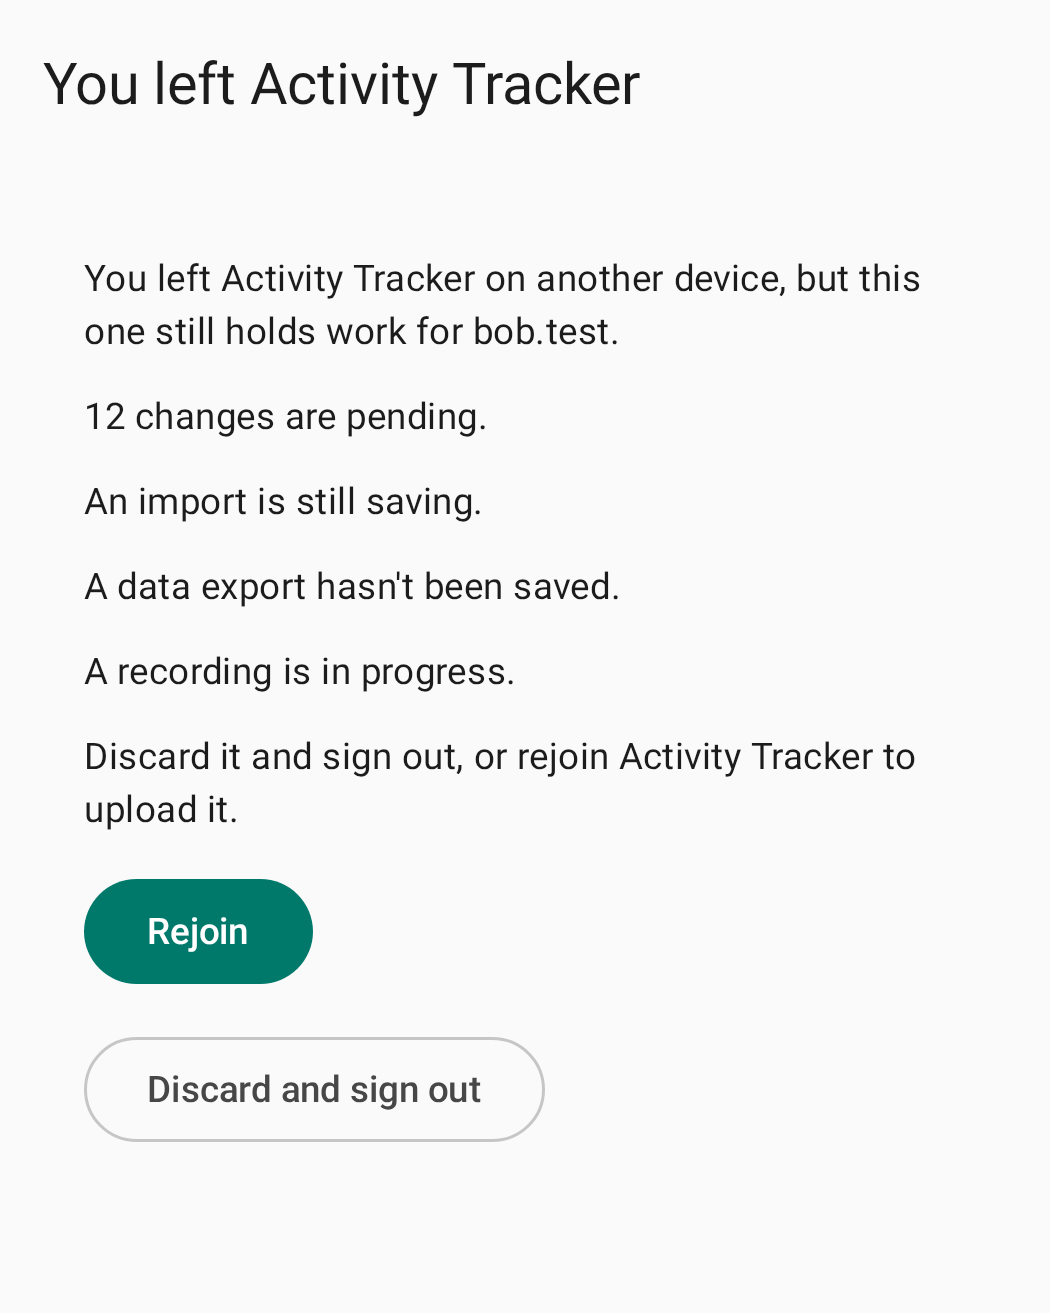 You left Activity Tracker
You left Activity Tracker on another device, but this
one still holds work for bob.test.
12 changes are pending.
An import is still saving.
A data export hasn't been saved.
A recording is in progress.
Discard it and sign out, or rejoin Activity Tracker to
upload it.
Rejoin
Discard and sign out